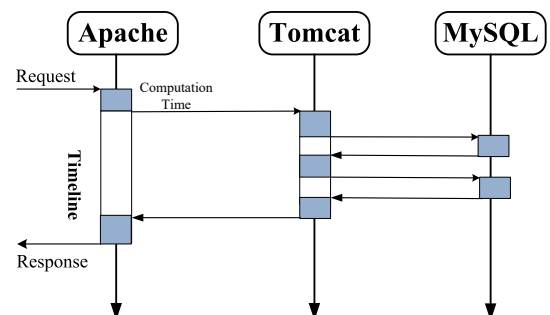 Apache
Tomcat
MySQL
Request
Computation
Time
Timeline
Response